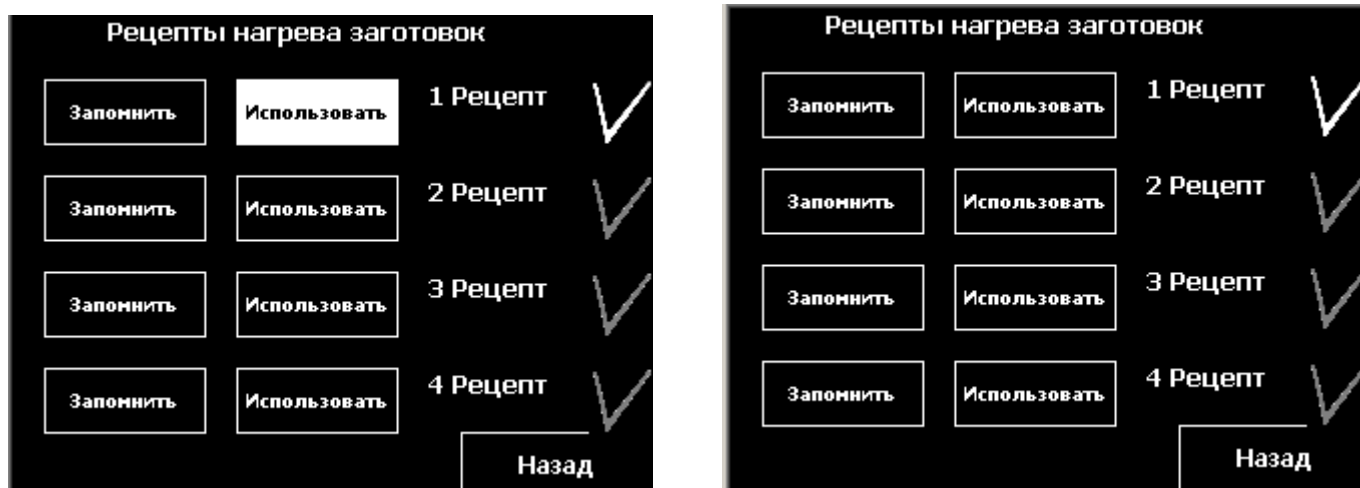 Рецепты нагрева заготовок
Запомнить Использовать 1 Рецепт
Запомнить Использовать 2 Рецепт
Запомнить Использовать 3 Рецепт
Запомнить Использовать 4 Рецепт
Назад
Рецепты нагрева заготовок
Запомнить Использовать 1 Рецепт
Запомнить Использовать 2 Рецепт
Запомнить Использовать 3 Рецепт
Запомнить Использовать 4 Рецепт
Назад